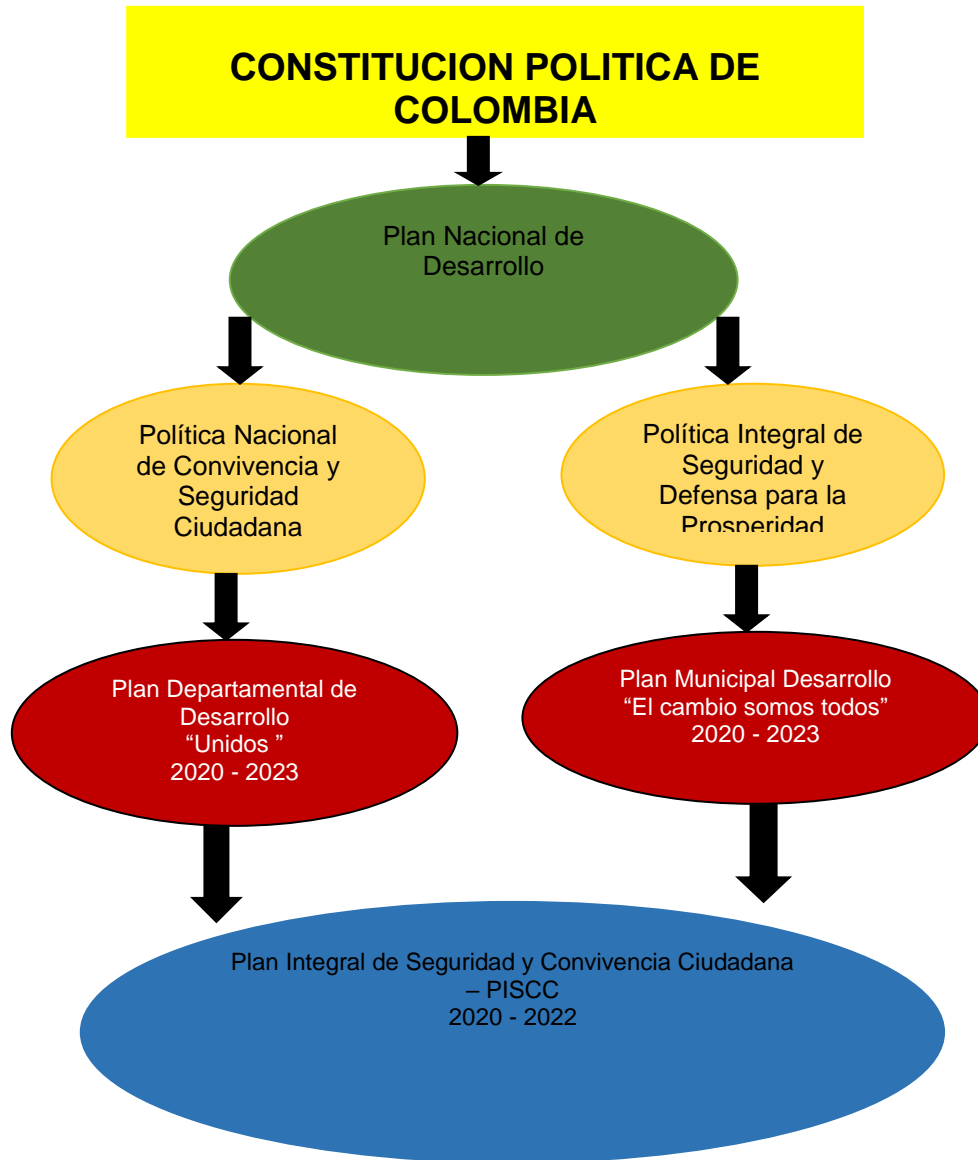 CONSTITUCION POLITICA DE
COLOMBIA
Plan Nacional de
Desarrollo
Política Nacional
de Convivencia y
Seguridad
Ciudadana
Política Integral de
Seguridad y
Defensa para la
Prosperidad
Plan Departamental de
Desarrollo
“Unidos ”
2020 - 2023
Plan Municipal Desarrollo
“El cambio somos todos”
2020 - 2023
Plan Integral de Seguridad y Convivencia Ciudadana
– PISCC
2020 - 2022